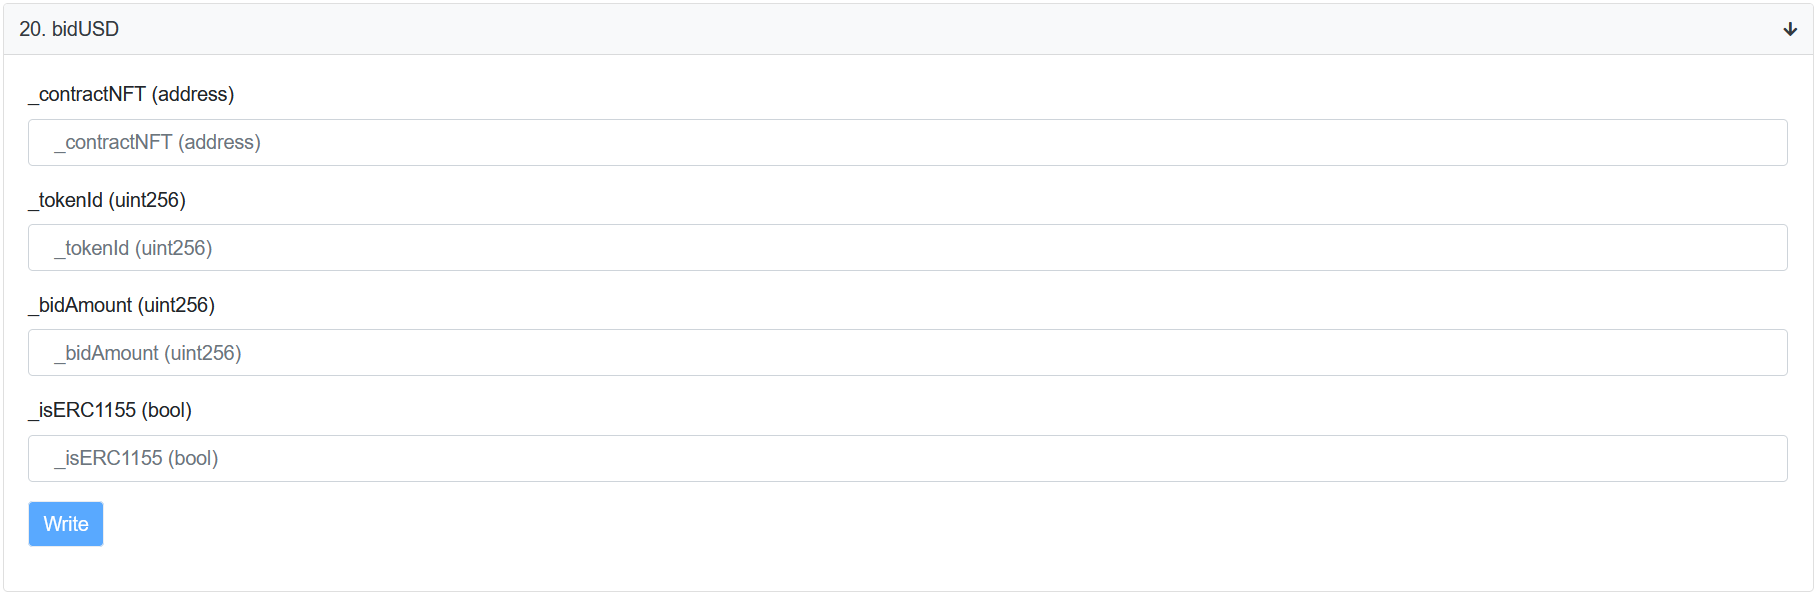 20. bidUSD
_contractNFT (address)
_contractNFT (address)
_tokenId (uint256)
_tokenId (uint256)
_bidAmount (uint256)
_bidAmount (uint256)
_isERC1155 (bool)
_isERC1155 (bool)
Write